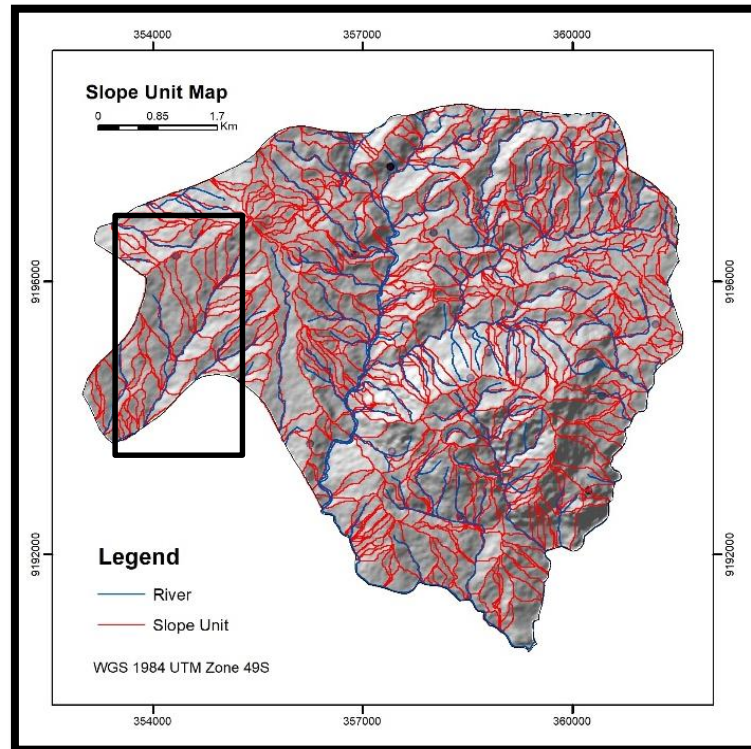 354000 357000 360000
Slope Unit Map
0 0.85 1.7
Km
9196000 9196000
9192000 9192000
Legend
River
Slope Unit
WGS 1984 UTM Zone 49S
354000 357000 360000